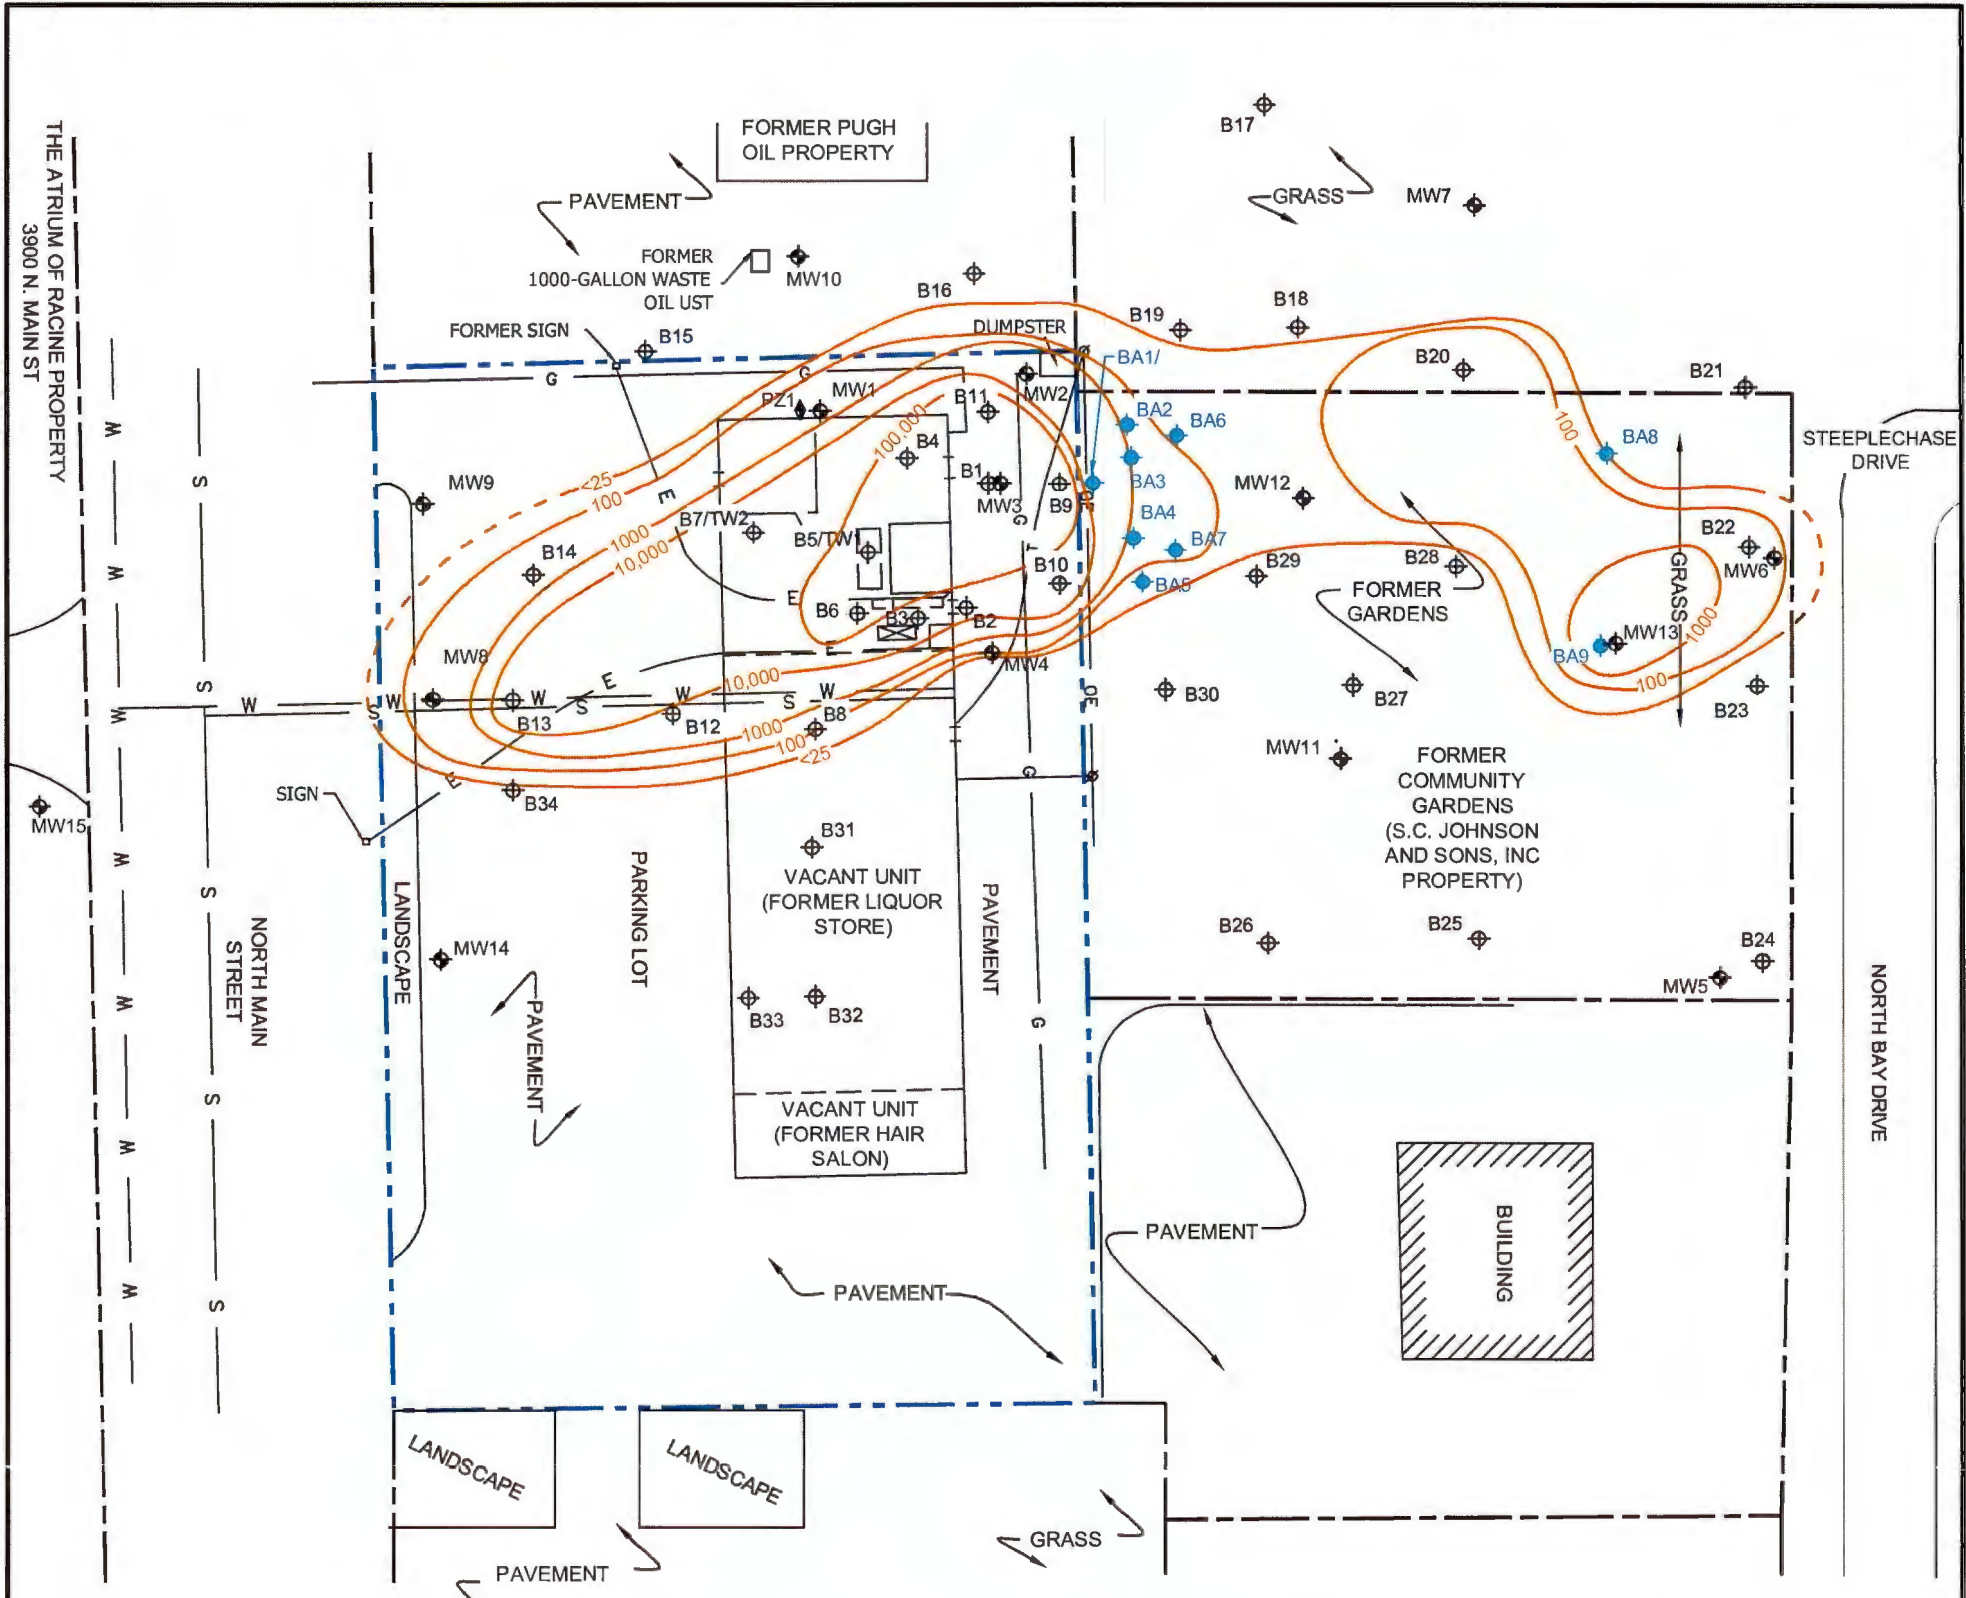 B17
FORMER PUGH
OIL PROPERTY
PAVEMENT
GRASS
MW7
FORMER
1000-GALLON WASTE
OIL UST
MW10
B16
THE ATRIUM OF RACINE PROPERTY
3900 N. MAIN ST
FORMER SIGN
B15
DUMPSTER
B19
B18
BA1/
B20
B21
G
G
PZ1
MW1
B11
MW2
BA2
BA6
100
BA8
STEEPLECHASE
DRIVE
W
100,000
B4
<25
100
E
MW9
B1
MW3
B9
OE
BA3
MW12
S
1000
B7/TW2
B5/TW1
G
BA4
BA7
B22
MW6
10,000
B14
B10
BA5
B29
B28
GRASS
W
E
B6
B3
B2
FORMER
GARDENS
1000
MW13
BA9
MW8
E
MW4
10,000
100
S
W
W
S
W
W
E
S
W
S
W
B13
B12
B8
1000
100
<25
OE
B30
B27
B23
MW11
G
SIGN
E
B34
MW15
FORMER
COMMUNITY
GARDENS
(S.C. JOHNSON
AND SONS, INC
PROPERTY)
B31
VACANT UNIT
(FORMER LIQUOR
STORE)
W
S
LANDSCAPE
PARKING LOT
PAVEMENT
NORTH MAIN
STREET
MW14
B26
B25
B24
MW5
NORTH BAY DRIVE
W
PAVEMENT
B33
B32
G
S
W
VACANT UNIT
(FORMER HAIR
SALON)
PAVEMENT
BUILDING
W
S
PAVEMENT
LANDSCAPE
LANDSCAPE
GRASS
PAVEMENT